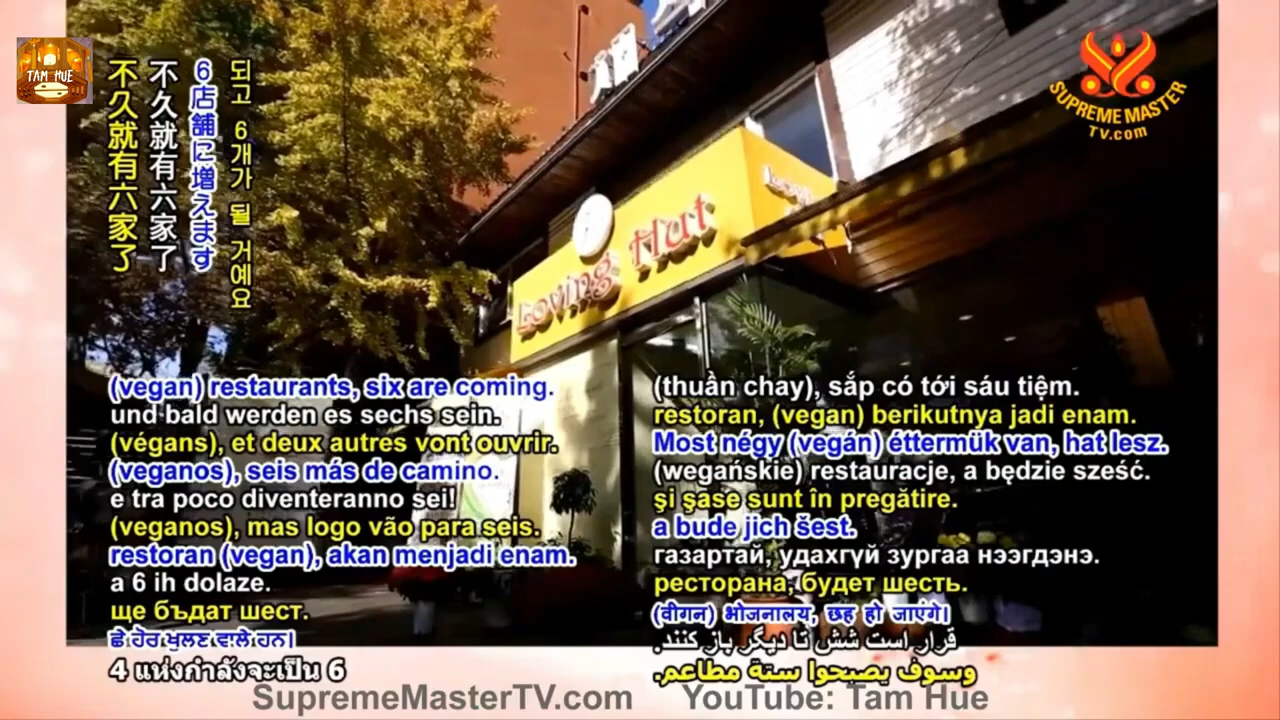 TAM HUE
不久就有六家了
不久就有六家了
6店舗に増えます
되고 6개가 될 거예요
SUPREME MASTER
TV.com
Loving Hut
(vegan) restaurants, six are coming.
und bald werden es sechs sein.
(végans), et deux autres vont ouvrir.
(veganos), seis más de camino.
e tra poco diventeranno sei!
(veganos), mas logo vão para seis.
restoran (vegan), akan menjadi enam.
a 6 ih dolaze.
ще бъдат шест.
ਛੇ ਹੋਰ ਖੁਲਣ ਵਾਲੇ ਹਨ।
4 แห่งกำลังจะเป็น 6
(thuần chay), sắp có tới sáu tiệm.
restoran, (vegan) berikutnya jadi enam.
Most négy (vegán) éttermük van, hat lesz.
(wegańskie) restauracje, a będzie sześć.
şi şase sunt în pregătire.
a bude jich šest.
газартай, удахгүй зургаа нээгдэнэ.
ресторана, будет шесть.
(वीगन) भोजनालय, छह हो जाएंगे।
قرار است شش تا دیگر باز کنند.
وسوف يصبحوا ستة مطاعم.
SupremeMasterTV.com YouTube: Tam Hue